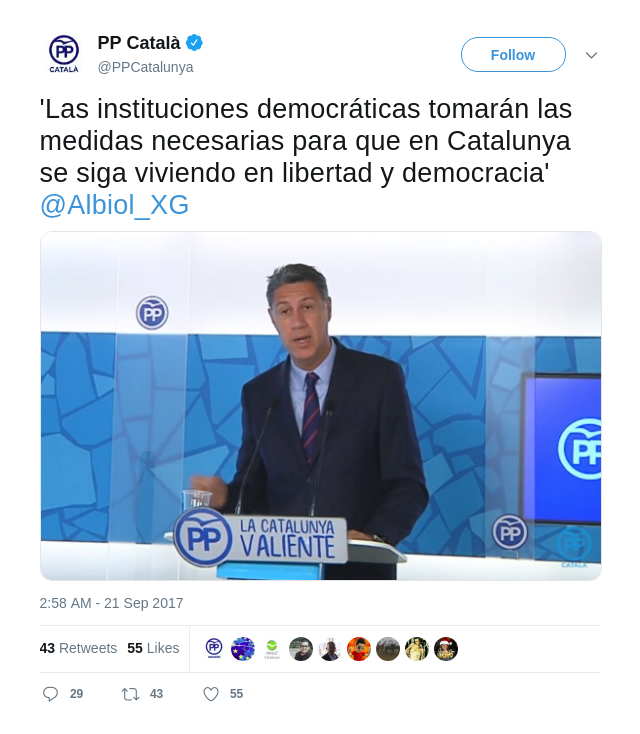 PP Català
@PPCatalunya
Follow
PP
CATALÀ
'Las instituciones democráticas tomarán las
medidas necesarias para que en Catalunya
se siga viviendo en libertad y democracia'
@Albiol_XG
PP
PP
PP
LA CATALUNYA
VALIENTE
PP
PP
CATALÀ
2:58 AM - 21 Sep 2017
43 Retweets 55 Likes
29 43 55